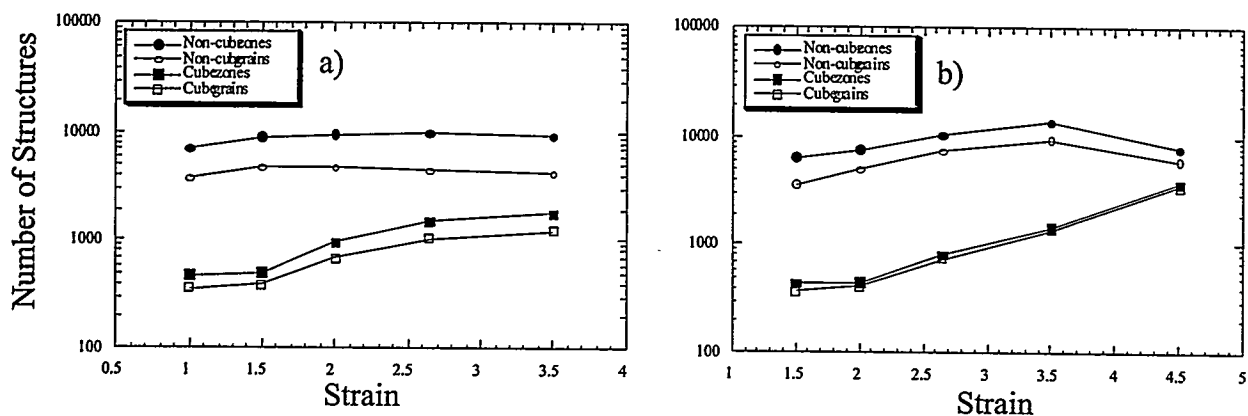 Number of Structures
100000
10000
1000
100
Non-cubezones
Non-cubegrains
Cubezones
Cubegrains
a)
0.5 1 1.5 2 2.5 3 3.5 4
Strain
100000
10000
1000
100
Non-cubezones
Non-cubegrains
Cubezones
Cubegrains
b)
1 1.5 2 2.5 3 3.5 4 4.5 5
Strain